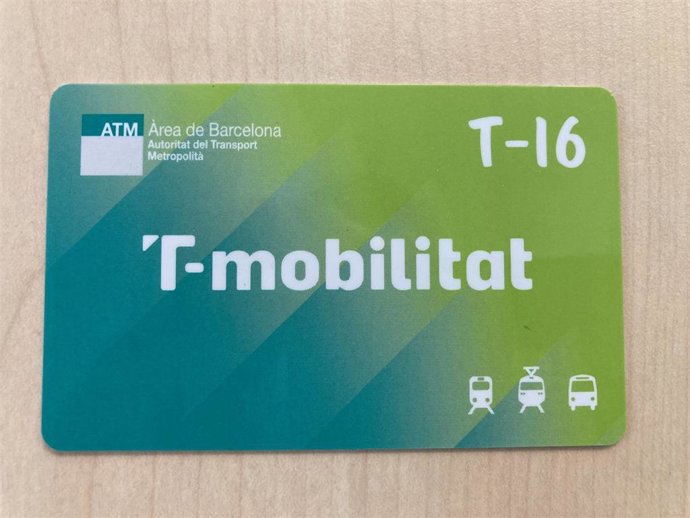 ATM
Àrea de Barcelona
Autoritat del Transport
Metropolità
T-16
T-mobilitat